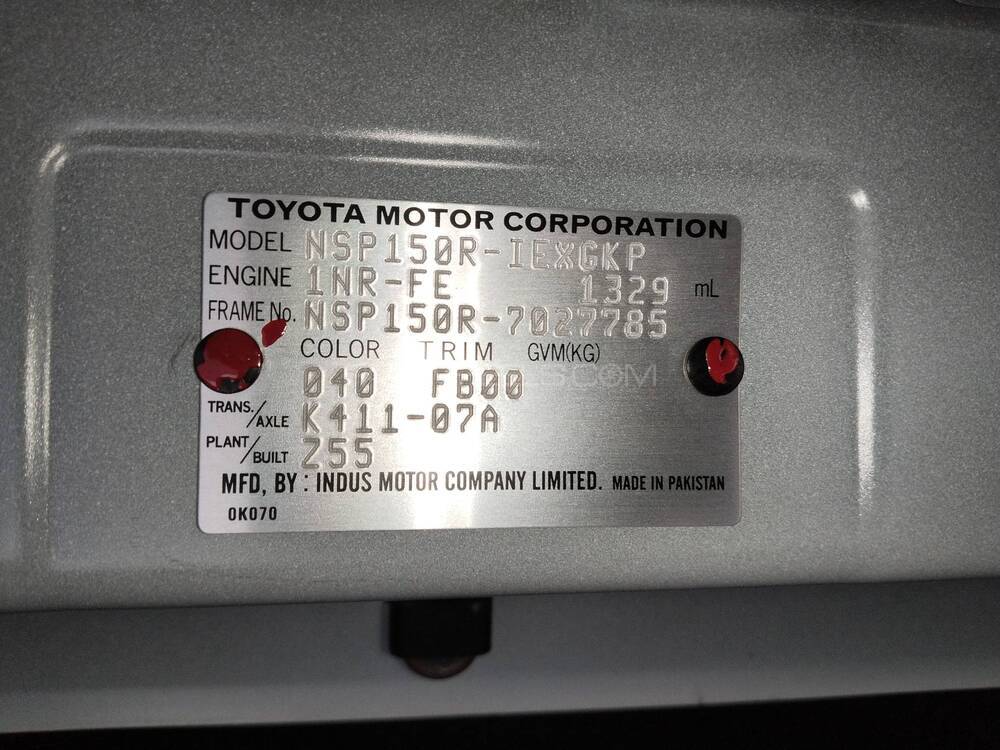 TOYOTA MOTOR CORPORATION
MODEL NSP150R-IEXGKP
ENGINE 1NR-FE 1329 mL
FRAME No. NSP150R-7027785
COLOR TRIM GVM(KG)
040 FB00
TRANS./AXLE K411-07A
PLANT/BUILT Z55
MFD, BY : INDUS MOTOR COMPANY LIMITED. MADE IN PAKISTAN
0K070